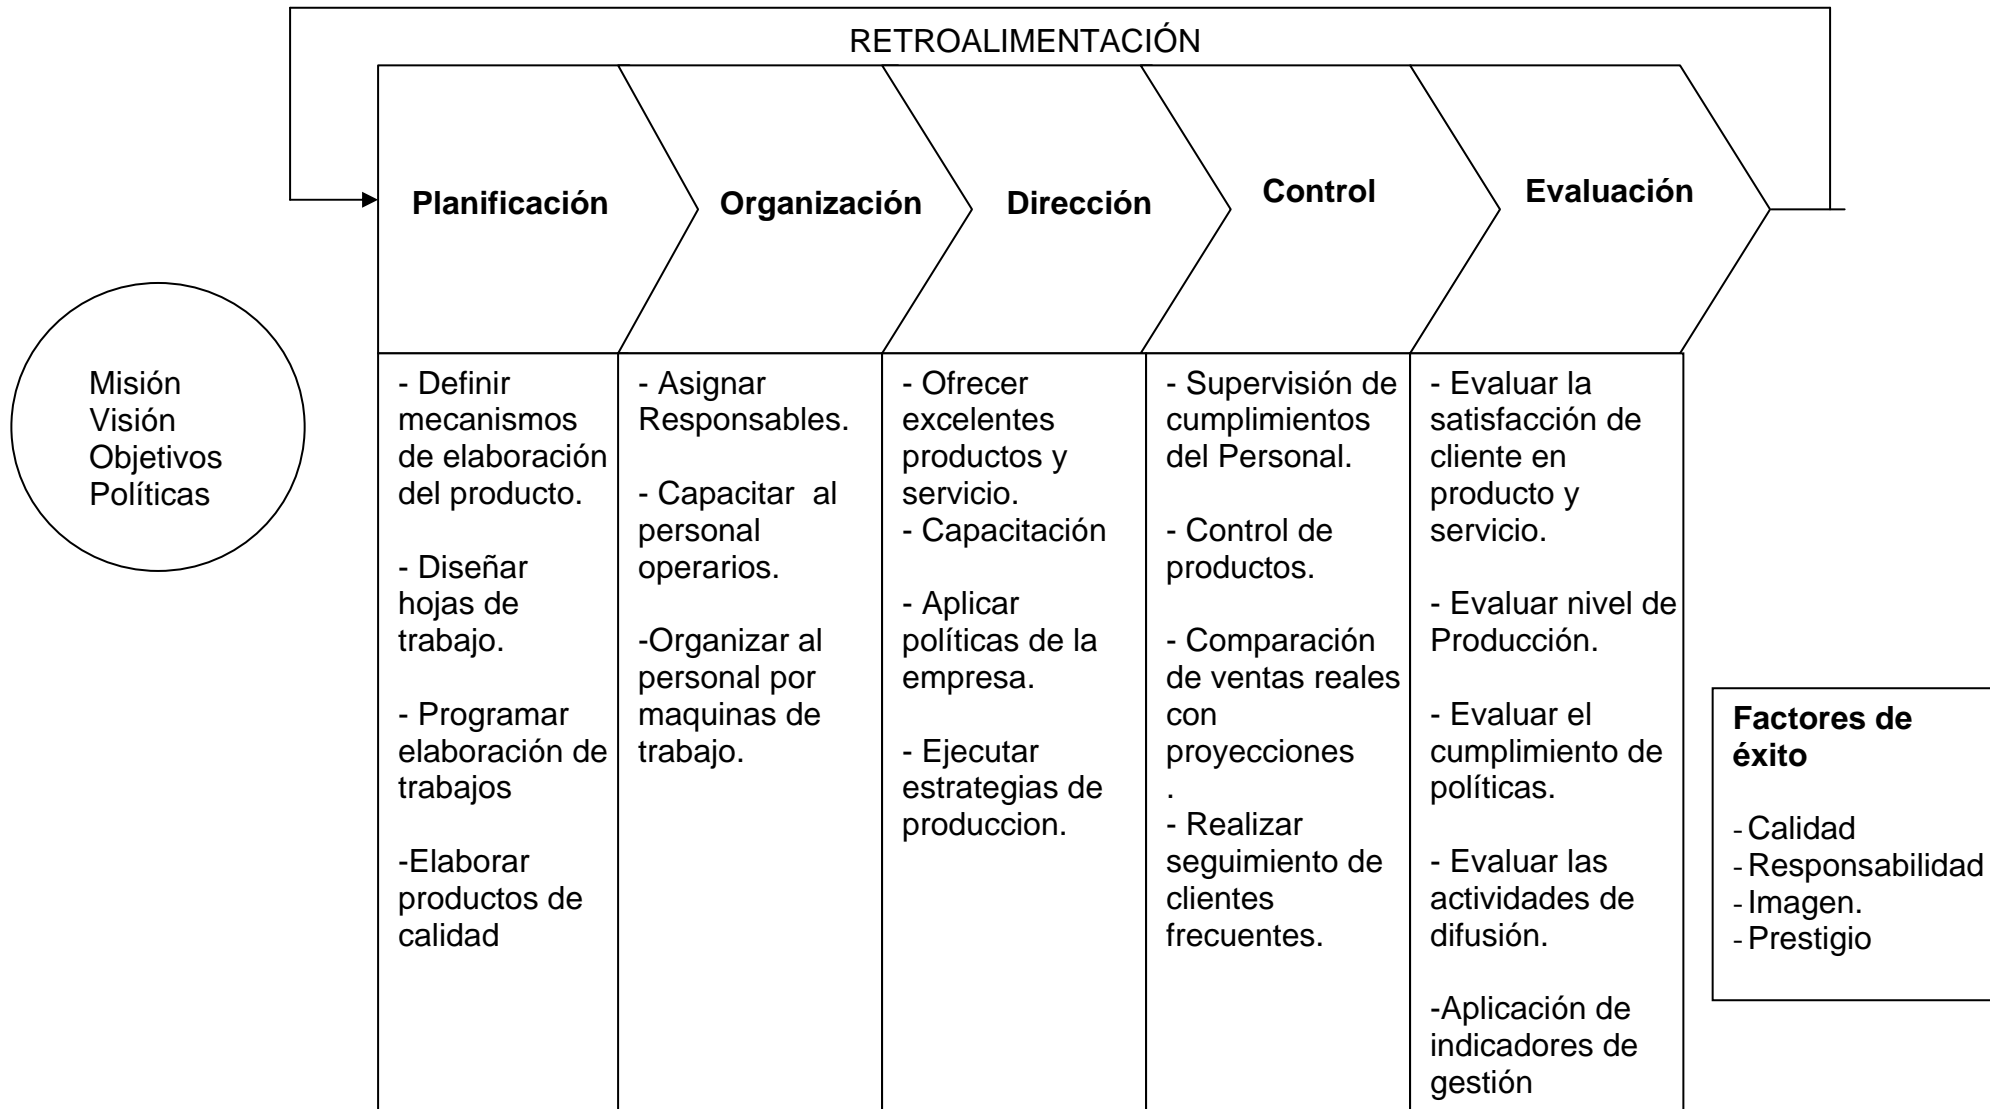 RETROALIMENTACIÓN
Planificación
Organización
Dirección
Control
Evaluación
Misión
Visión
Objetivos
Políticas
- Definir
mecanismos
de elaboración
del producto.
- Diseñar
hojas de
trabajo.
- Programar
elaboración de
trabajos
-Elaborar
productos de
calidad
- Asignar
Responsables.
- Capacitar  al
personal
operarios.
-Organizar al
personal por
maquinas de
trabajo.
- Ofrecer
excelentes
productos y
servicio.
- Capacitación
- Aplicar
políticas de la
empresa.
- Ejecutar
estrategias de
produccion.
- Supervisión de
cumplimientos
del Personal.
- Control de
productos.
- Comparación
de ventas reales
con
proyecciones
.
- Realizar
seguimiento de
clientes
frecuentes.
- Evaluar la
satisfacción de
cliente en
producto y
servicio.
- Evaluar nivel de
Producción.
- Evaluar el
cumplimiento de
políticas.
- Evaluar las
actividades de
difusión.
-Aplicación de
indicadores de
gestión
Factores de
éxito
- Calidad
- Responsabilidad
- Imagen.
- Prestigio